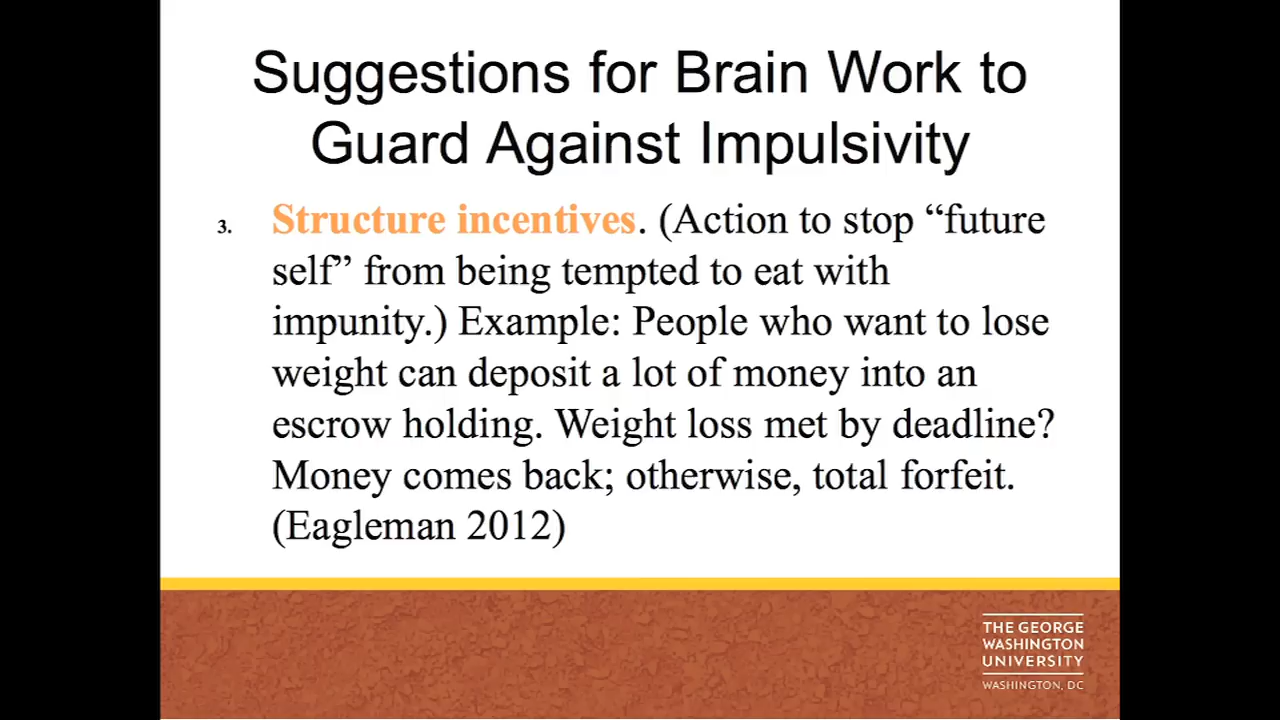 Suggestions for Brain Work to
Guard Against Impulsivity
3. Structure incentives. (Action to stop “future
self” from being tempted to eat with
impunity.) Example: People who want to lose
weight can deposit a lot of money into an
escrow holding. Weight loss met by deadline?
Money comes back; otherwise, total forfeit.
(Eagleman 2012)
THE GEORGE
WASHINGTON
UNIVERSITY
WASHINGTON, DC